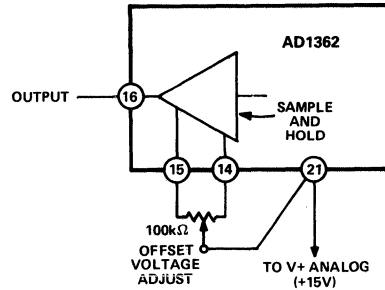 AD1362
OUTPUT
16
SAMPLE
AND
HOLD
15
14
21
100kΩ
OFFSET
VOLTAGE
ADJUST
TO V+ ANALOG
(+15V)